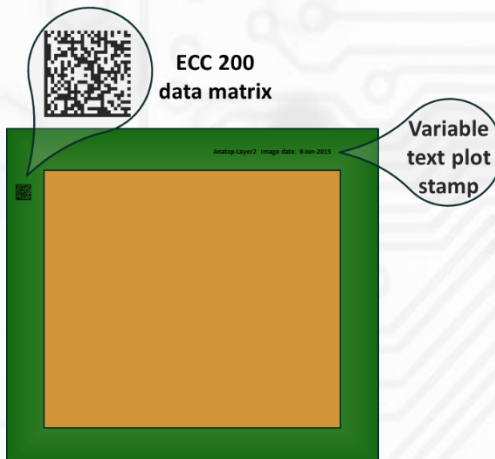 ECC 200
data matrix
Anatop-Layer2 Image date: 8-Jun-2015
Variable
text plot
stamp